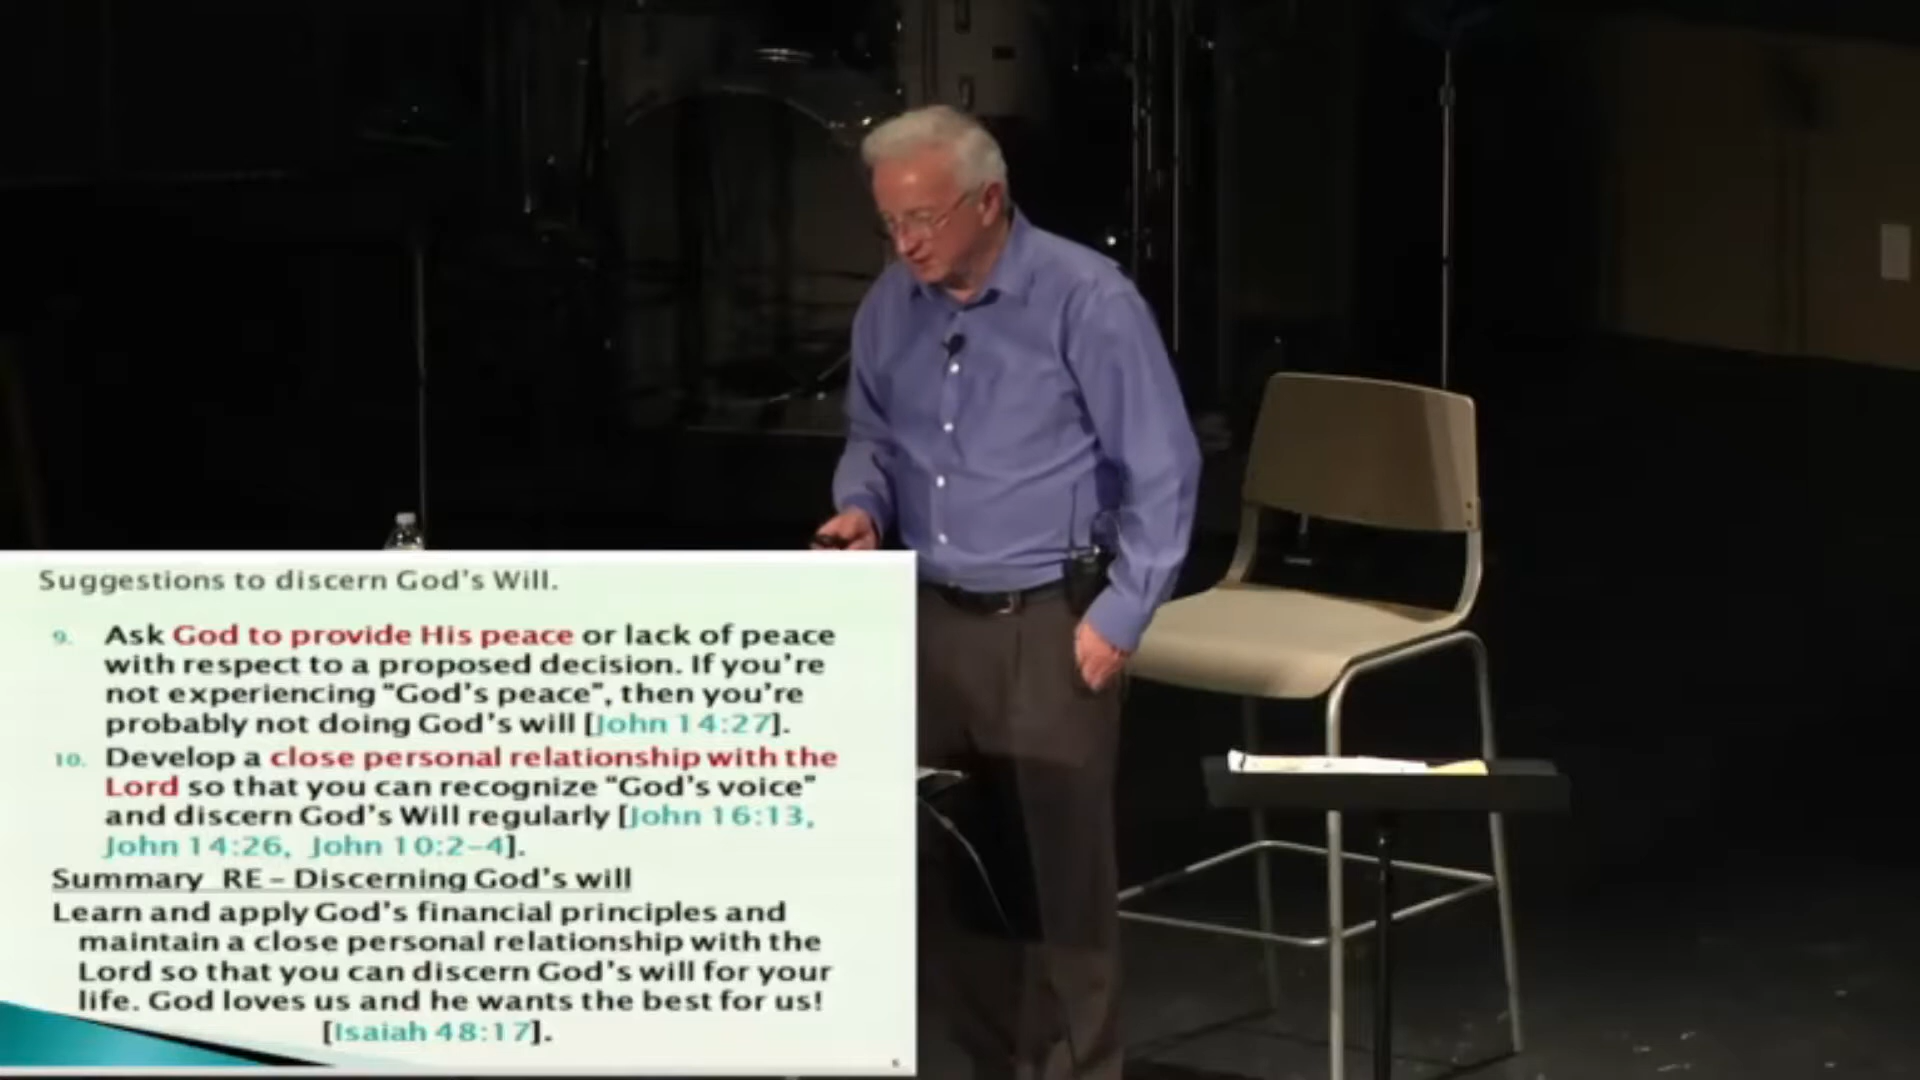 Suggestions to discern God's Will.
9. Ask God to provide His peace or lack of peace
with respect to a proposed decision. If you're
not experiencing "God's peace", then you're
probably not doing God's will [John 14:27].
10. Develop a close personal relationship with the
Lord so that you can recognize "God's voice"
and discern God's Will regularly [John 16:13,
John 14:26, John 10:2-4].
Summary RE - Discerning God's will
Learn and apply God's financial principles and
maintain a close personal relationship with the
Lord so that you can discern God's will for your
life. God loves us and he wants the best for us!
[Isaiah 48:17].